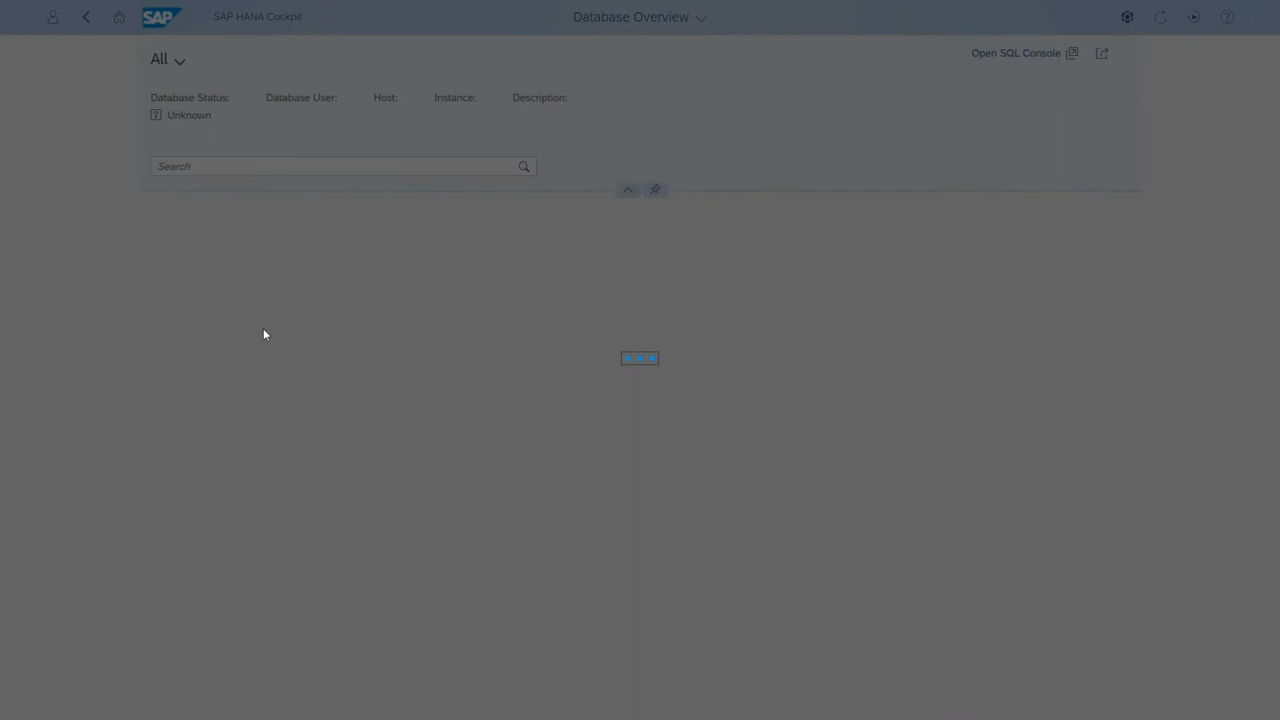 SAP SAP HANA Cockpit Database Overview
All
Open SQL Console
Database Status: Database User: Host: Instance: Description:
Unknown
Search